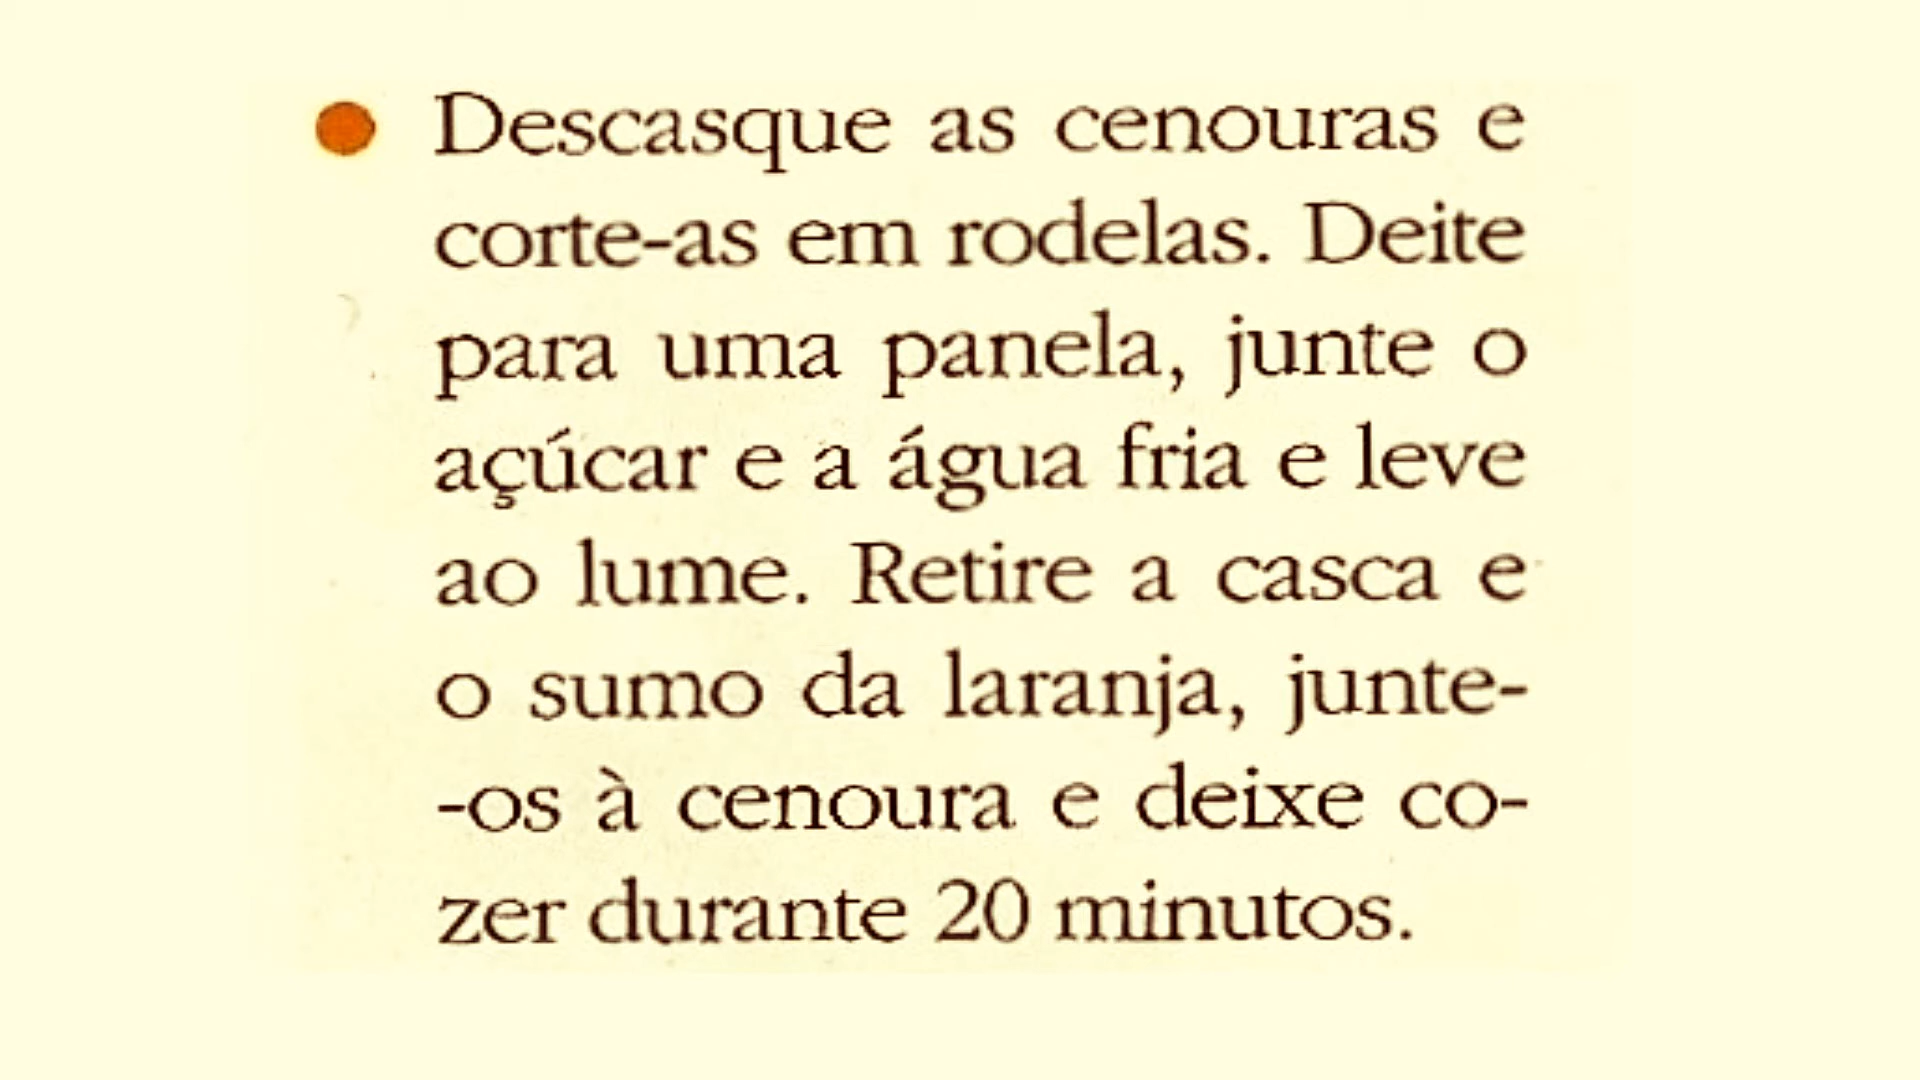 Descasque as cenouras e
corte-as em rodelas. Deite
para uma panela, junte o
açúcar e a água fria e leve
ao lume. Retire a casca e
o sumo da laranja, junte-
-os à cenoura e deixe co-
zer durante 20 minutos.